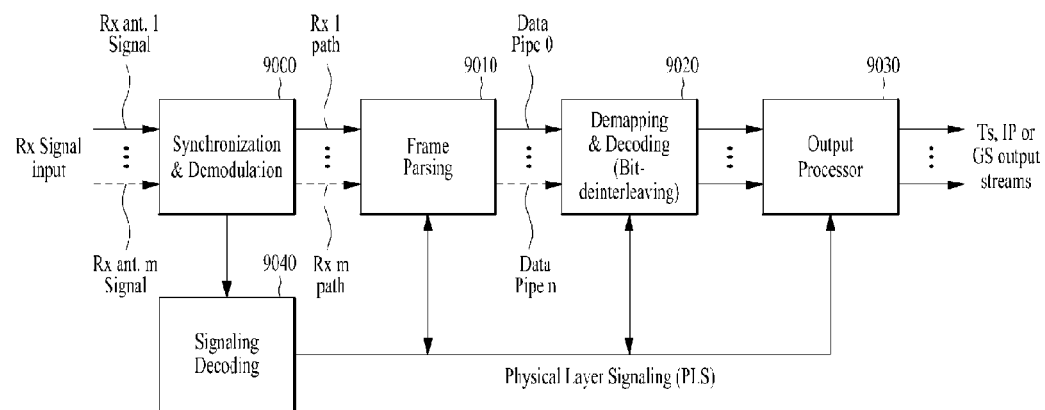 Rx ant. 1
Signal
Rx 1
path
Data
Pipe 0
9000
9010
9020
9030
Rx Signal
input
Synchronization
& Demodulation
Frame
Parsing
Demapping
& Decoding
(Bit-
deinterleaving)
Output
Processor
Ts, IP or
GS output
streams
Rx ant. m
Signal
9040
Rx m
path
Data
Pipe n
Signaling
Decoding
Physical Layer Signaling (PLS)